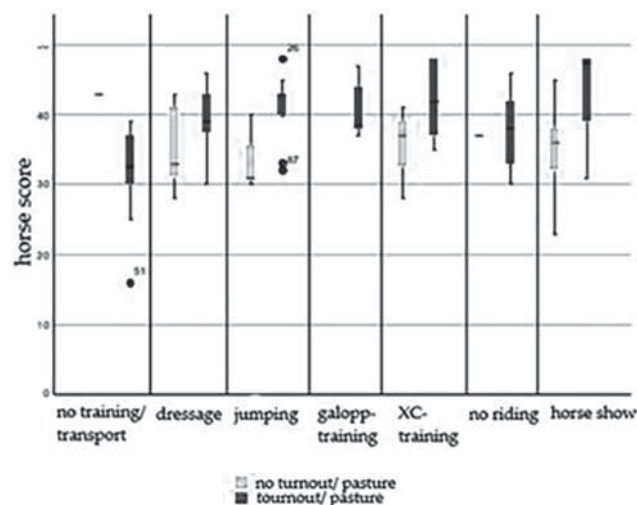 horse score
26
40
87
30
20
51
10
0
no training/ dressage jumping galopp- XC- no riding horse show
transport training training
no turnout/ pasture
tournout/ pasture